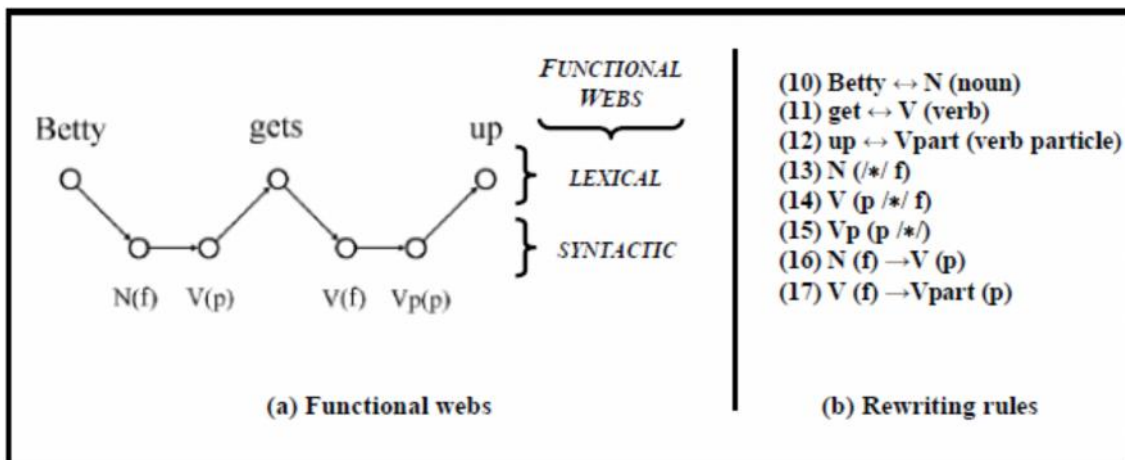 FUNCTIONAL
WEBS
Betty gets up
LEXICAL
SYNTACTIC
N(f) V(p) V(f) Vp(p)
(a) Functional webs
(10) Betty ↔ N (noun)
(11) get ↔ V (verb)
(12) up ↔ Vpart (verb particle)
(13) N (/*/ f)
(14) V (p /*/ f)
(15) Vp (p /*/)
(16) N (f) →V (p)
(17) V (f) →Vpart (p)
(b) Rewriting rules